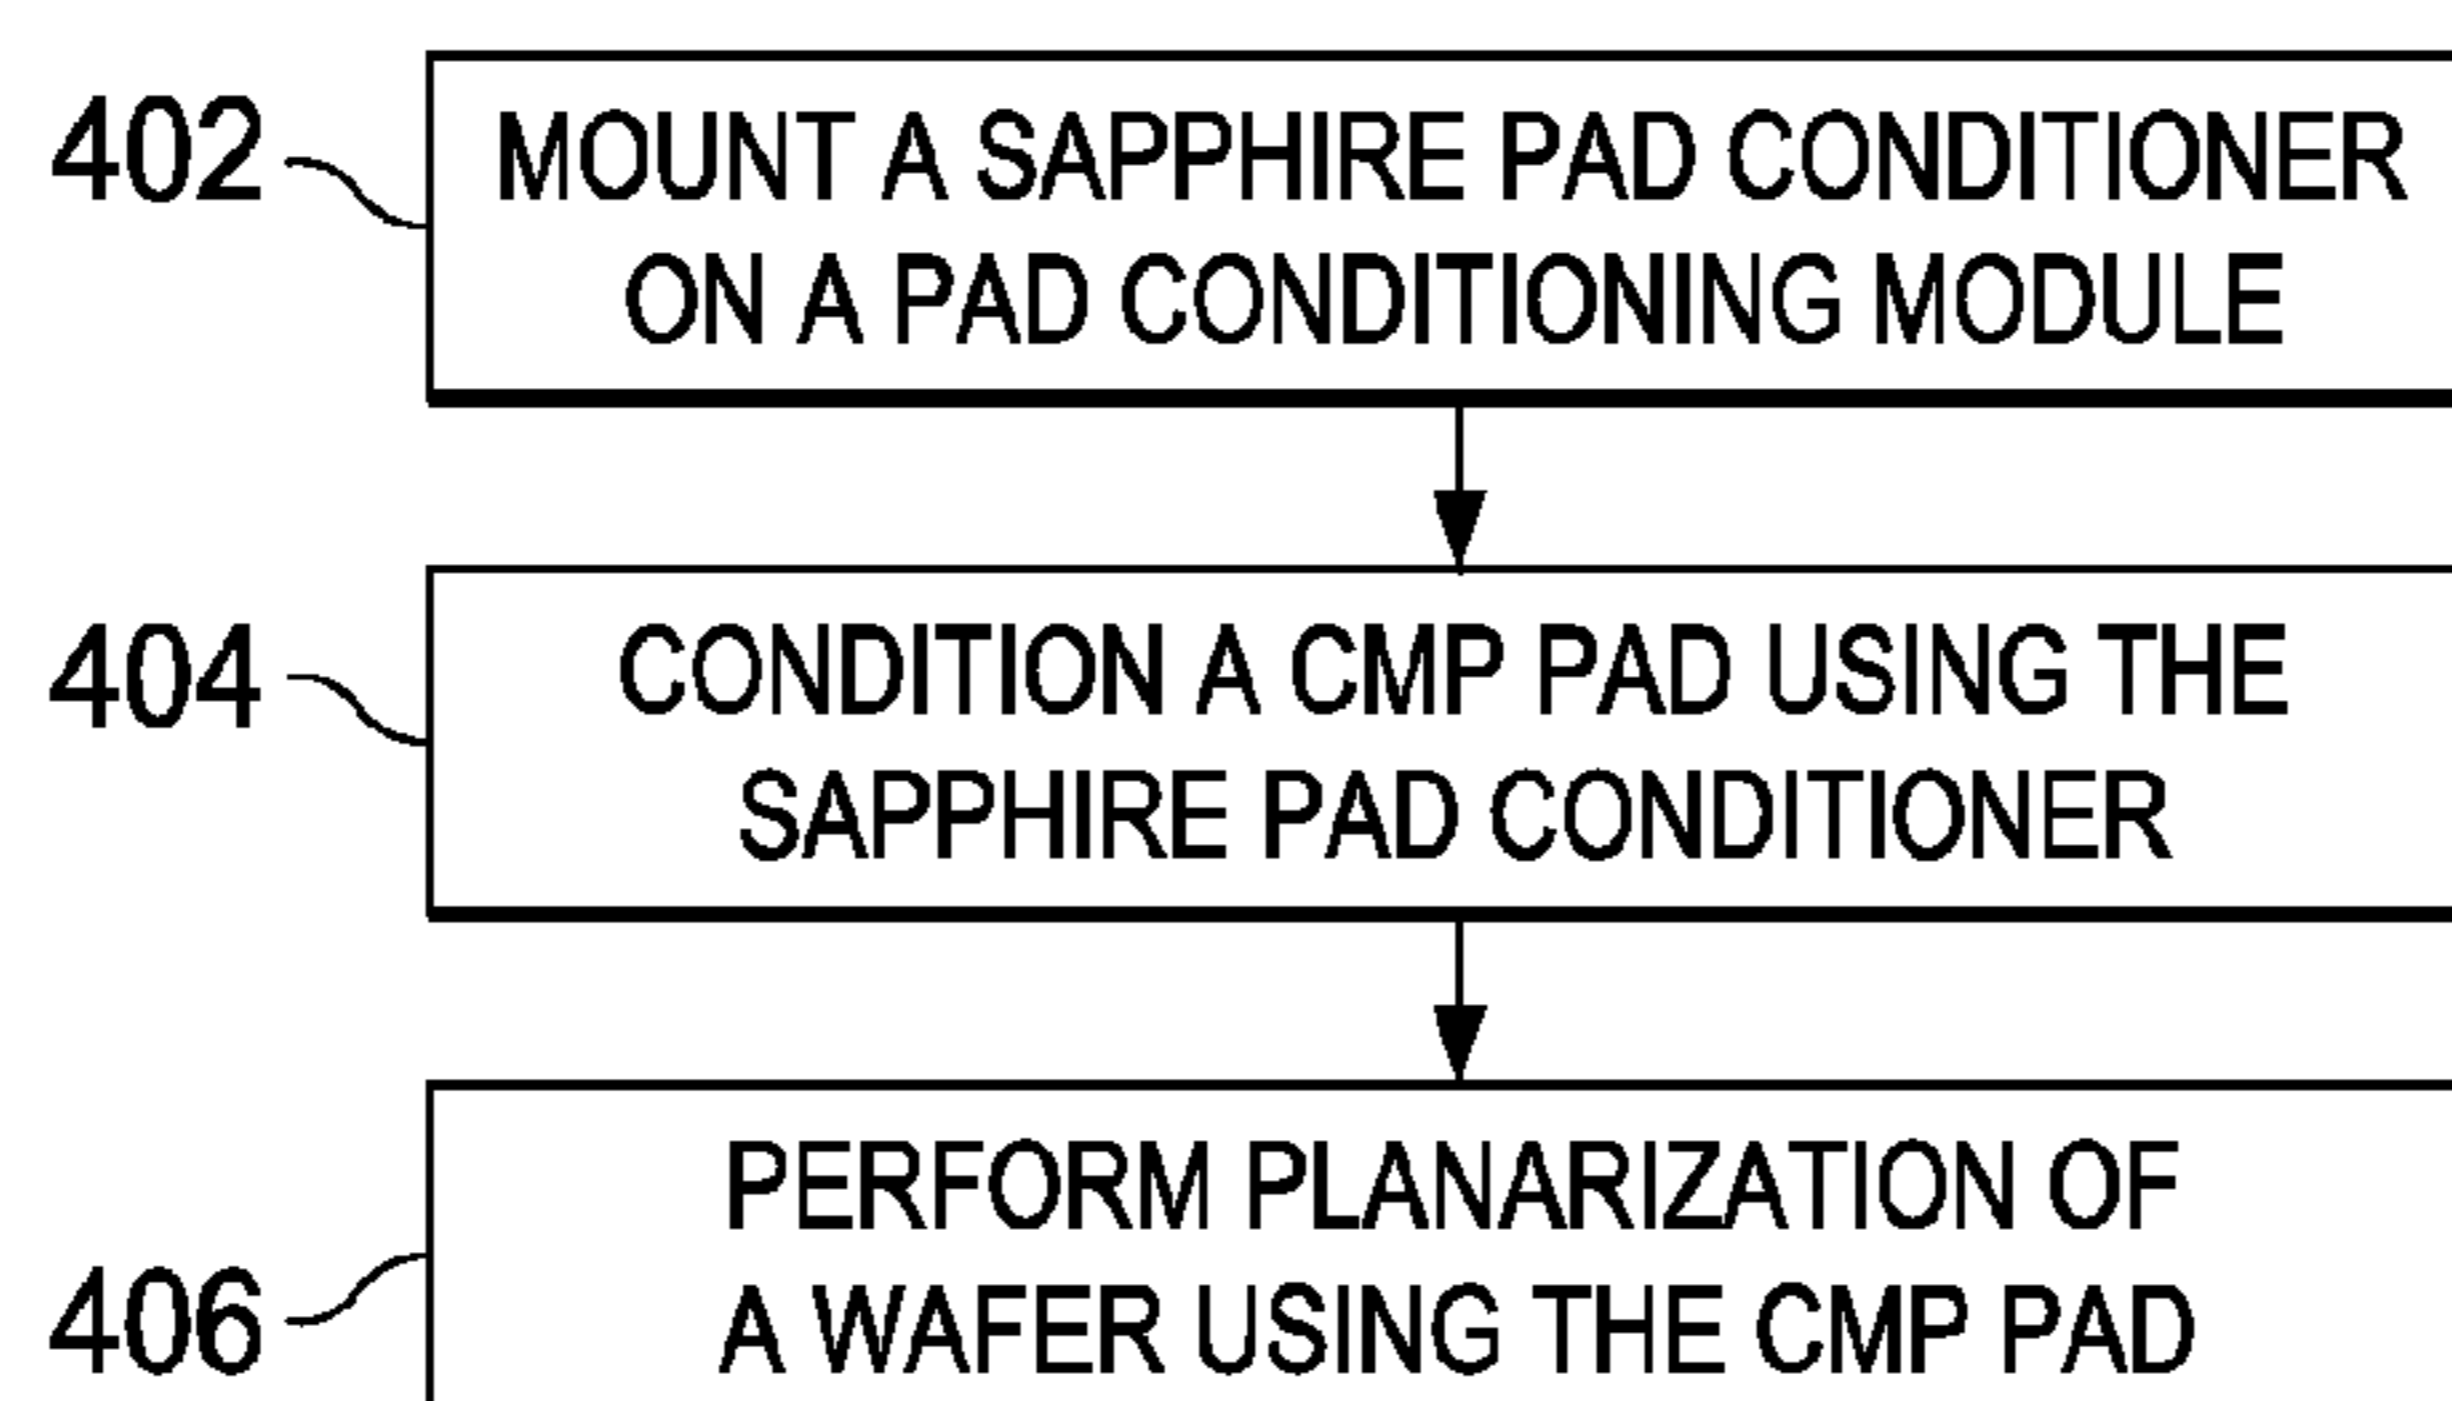 402
MOUNT A SAPPHIRE PAD CONDITIONER
ON A PAD CONDITIONING MODULE
404
CONDITION A CMP PAD USING THE
SAPPHIRE PAD CONDITIONER
406
PERFORM PLANARIZATION OF
A WAFER USING THE CMP PAD